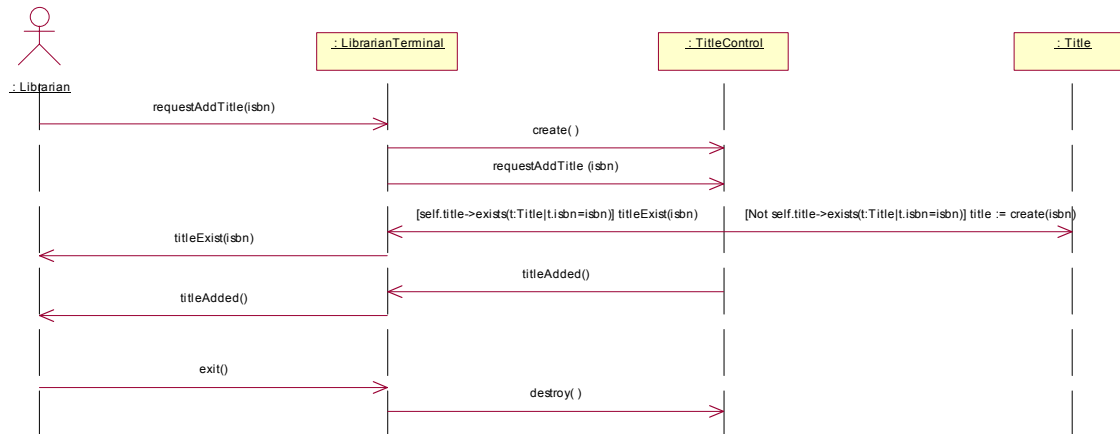 : LibrarianTerminal
: TitleControl
: Title
: Librarian
requestAddTitle(isbn)
create( )
requestAddTitle (isbn)
[self.title->exists(t:Title|t.isbn=isbn)] titleExist(isbn)
[Not self.title->exists(t:Title|t.isbn=isbn)] title := create(isbn)
titleExist(isbn)
titleAdded()
titleAdded()
exit()
destroy( )